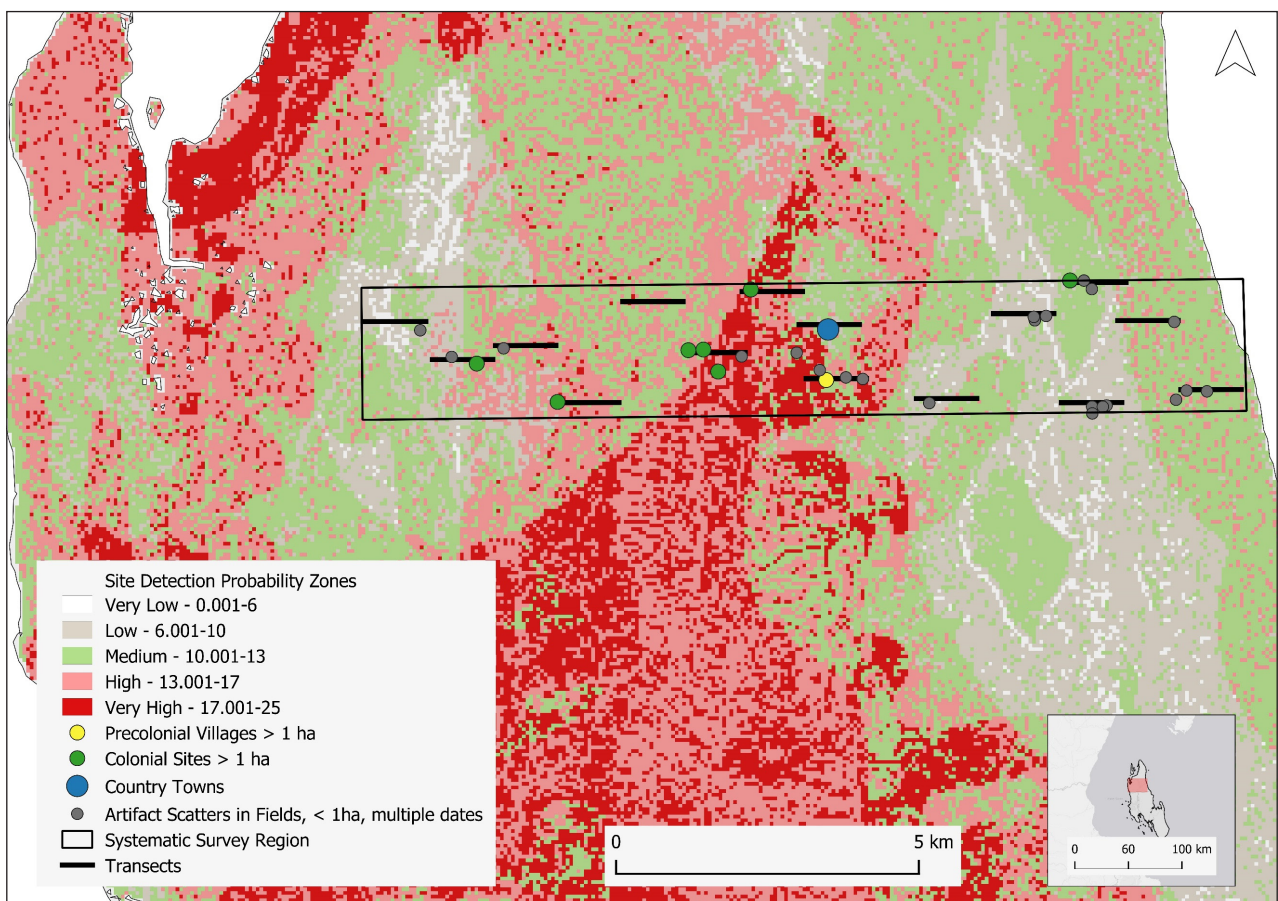 Site Detection Probability Zones
Very Low - 0.001-6
Low - 6.001-10
Medium - 10.001-13
High - 13.001-17
Very High - 17.001-25
Precolonial Villages > 1 ha
Colonial Sites > 1 ha
Country Towns
Artifact Scatters in Fields, < 1ha, multiple dates
Systematic Survey Region
Transects
0 5 km
0 60 100 km